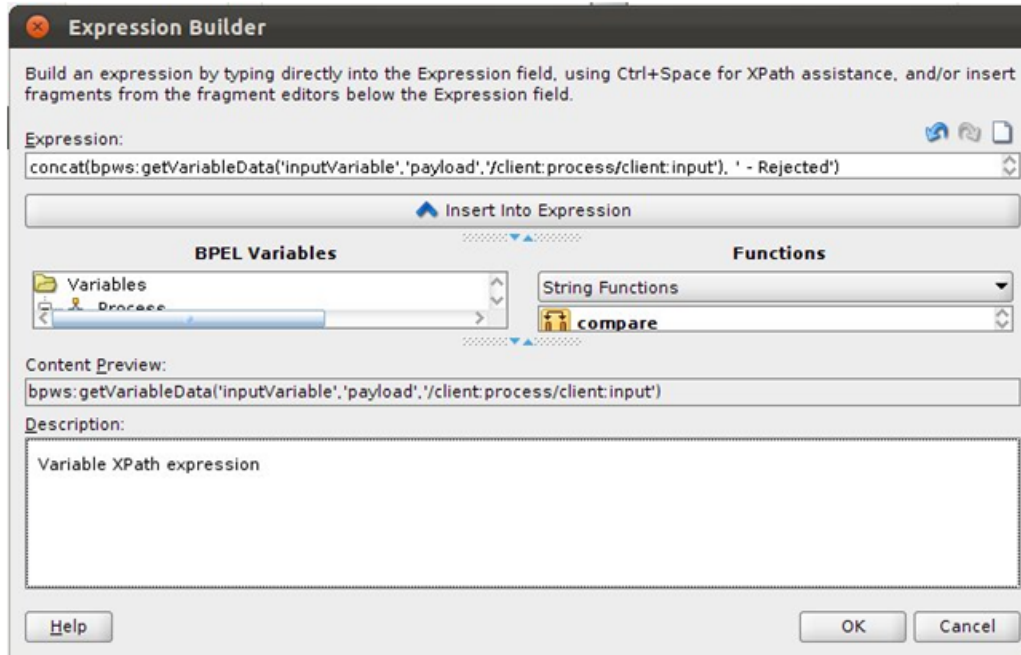 Expression Builder
Build an expression by typing directly into the Expression field, using Ctrl+Space for XPath assistance, and/or insert
fragments from the fragment editors below the Expression field.
Expression:
concat(bpws:getVariableData('inputVariable','payload','/client:process/client:input'), ' - Rejected')
Insert Into Expression
BPEL Variables
Variables
Process
Functions
String Functions
compare
Content Preview:
bpws:getVariableData('inputVariable','payload','/client:process/client:input')
Description:
Variable XPath expression
Help
OK
Cancel